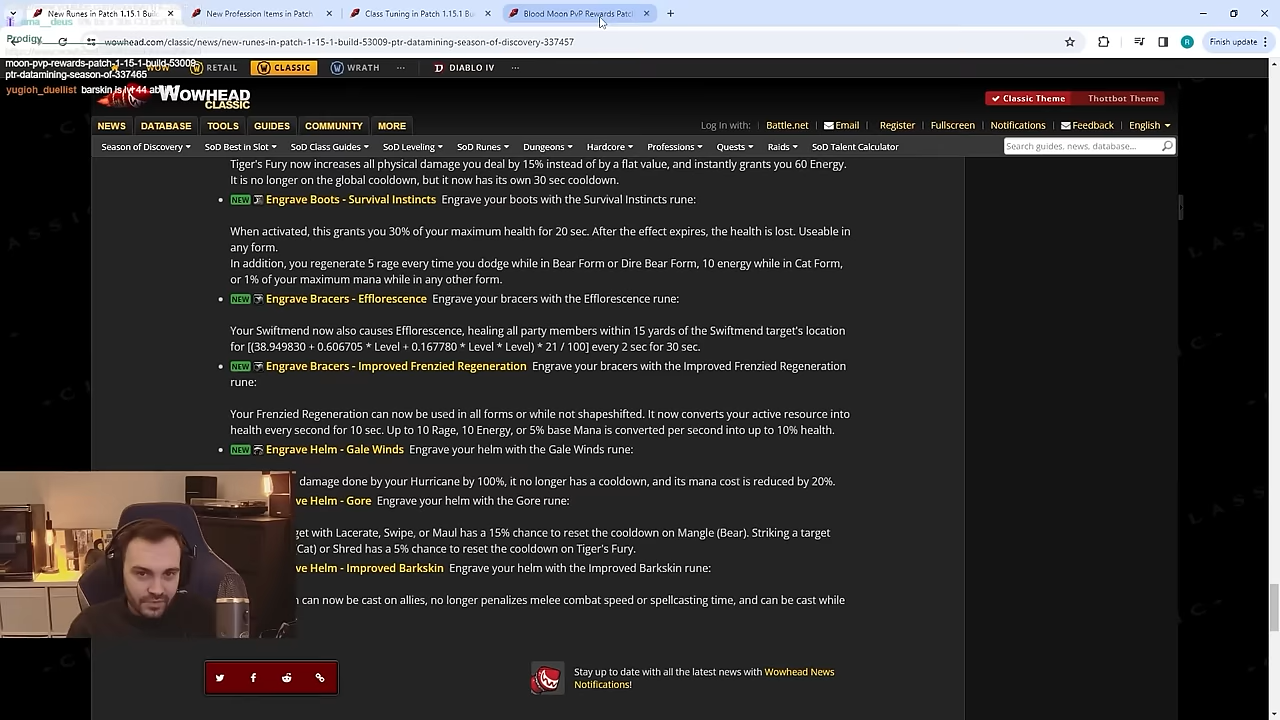 New Runes in Patch 1.15.1 Buil
New Profession Items in Patch
Class Tuning in Patch 1.15.1
Blood Moon PvP Rewards Patc
wowhead.com/classic/news/new-runes-in-patch-1-15-1-build-53009-ptr-datamining-season-of-discovery-337457
Finish update
Prodigy
moon-pvp-rewards-patch-1-15-1-build-53009-
ptr-datamining-season-of-337465
yugioh_duellist barskin is lvl 44
RETAIL
CLASSIC
WRATH
DIABLO IV
WOWHEAD
CLASSIC
Classic Theme
Thottbot Theme
NEWS
DATABASE
TOOLS
GUIDES
COMMUNITY
MORE
Log In with:
Battle.net
Email
Register
Fullscreen
Notifications
Feedback
English
Season of Discovery
SoD Best in Slot
SoD Class Guides
SoD Leveling
SoD Runes
Dungeons
Hardcore
Professions
Quests
Raids
SoD Talent Calculator
Search guides, news, database...
Tiger's Fury now increases all physical damage you deal by 15% instead of by a flat value, and instantly grants you 60 Energy.
It is no longer on the global cooldown, but it now has its own 30 sec cooldown.
NEW Engrave Boots - Survival Instincts Engrave your boots with the Survival Instincts rune:
When activated, this grants you 30% of your maximum health for 20 sec. After the effect expires, the health is lost. Useable in
any form.
In addition, you regenerate 5 rage every time you dodge while in Bear Form or Dire Bear Form, 10 energy while in Cat Form,
or 1% of your maximum mana while in any other form.
NEW Engrave Bracers - Efflorescence Engrave your bracers with the Efflorescence rune:
Your Swiftmend now also causes Efflorescence, healing all party members within 15 yards of the Swiftmend target's location
for [(38.949830 + 0.606705 * Level + 0.167780 * Level * Level) * 21 / 100] every 2 sec for 30 sec.
NEW Engrave Bracers - Improved Frenzied Regeneration Engrave your bracers with the Improved Frenzied Regeneration
rune:
Your Frenzied Regeneration can now be used in all forms or while not shapeshifted. It now converts your active resource into
health every second for 10 sec. Up to 10 Rage, 10 Energy, or 5% base Mana is converted per second into up to 10% health.
NEW Engrave Helm - Gale Winds Engrave your helm with the Gale Winds rune:
damage done by your Hurricane by 100%, it no longer has a cooldown, and its mana cost is reduced by 20%.
ve Helm - Gore Engrave your helm with the Gore rune:
get with Lacerate, Swipe, or Maul has a 15% chance to reset the cooldown on Mangle (Bear). Striking a target
Cat) or Shred has a 5% chance to reset the cooldown on Tiger's Fury.
ve Helm - Improved Barkskin Engrave your helm with the Improved Barkskin rune:
can now be cast on allies, no longer penalizes melee combat speed or spellcasting time, and can be cast while
Stay up to date with all the latest news with Wowhead News
Notifications!